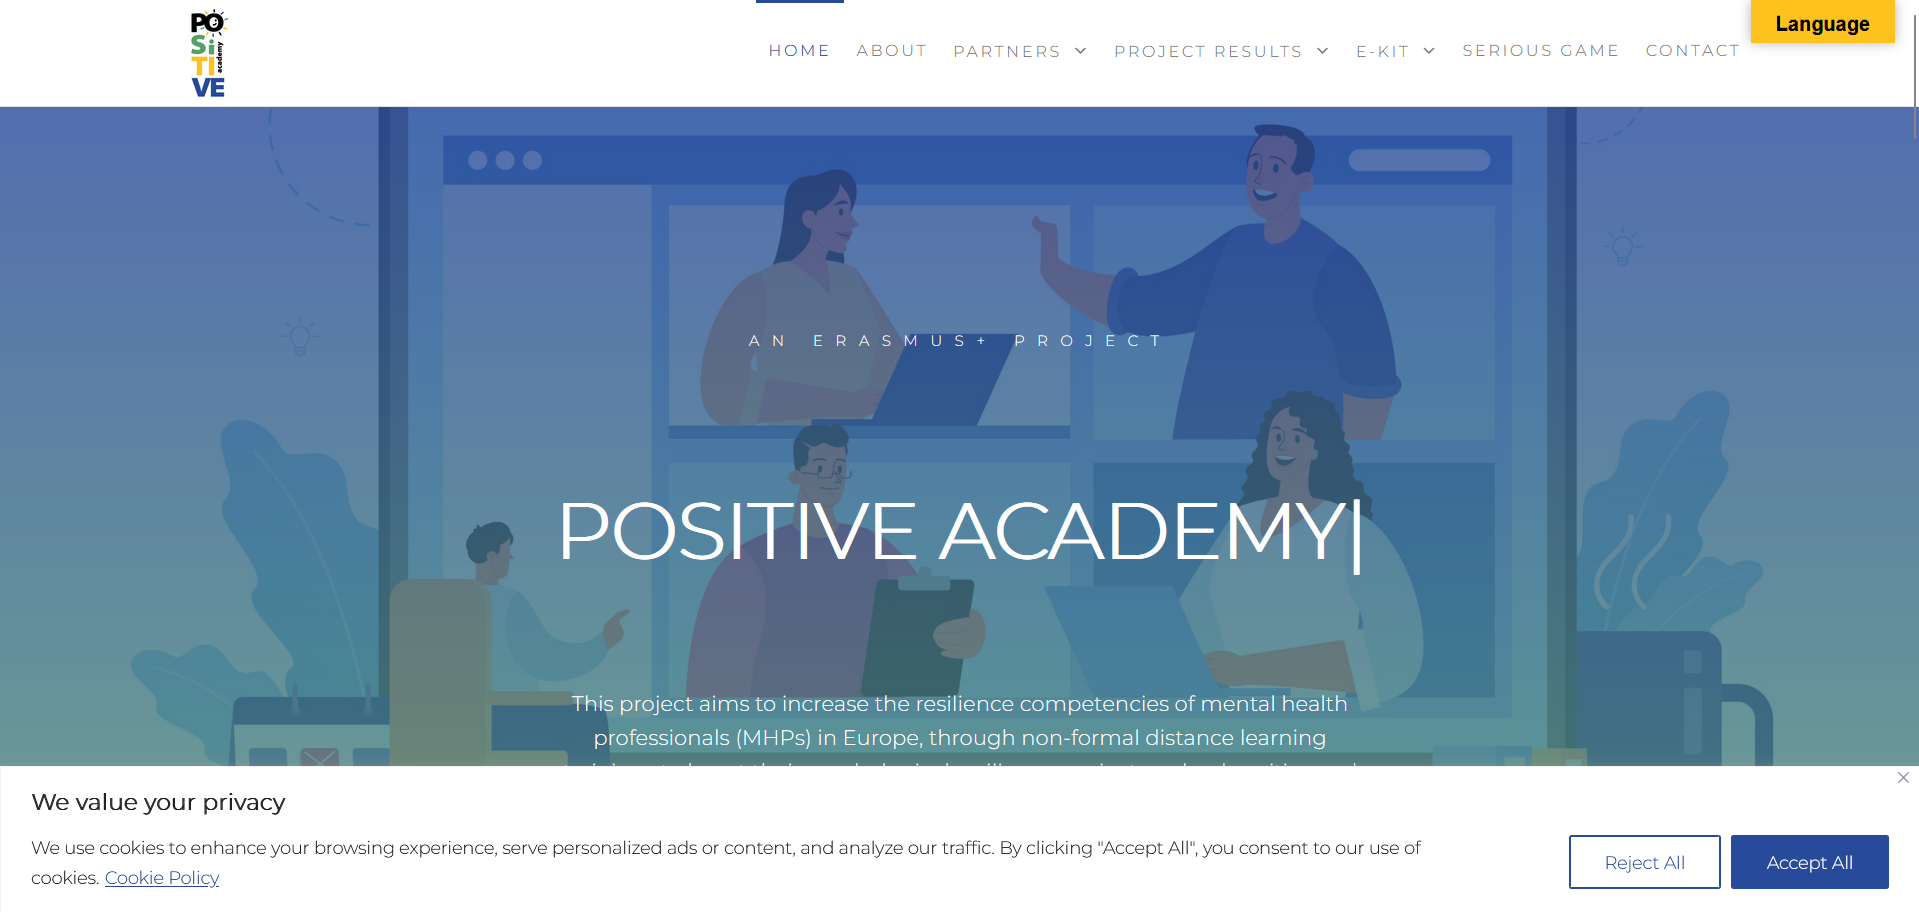 PO
SiTIVE
academy
HOME
ABOUT
PARTNERS
PROJECT RESULTS
E-KIT
SERIOUS GAME
CONTACT
Language
AN ERASMUS+ PROJECT
POSITIVE ACADEMY|
This project aims to increase the resilience competencies of mental health
professionals (MHPs) in Europe, through non-formal distance learning
We value your privacy
We use cookies to enhance your browsing experience, serve personalized ads or content, and analyze our traffic. By clicking "Accept All", you consent to our use of
cookies. Cookie Policy
Reject All
Accept All